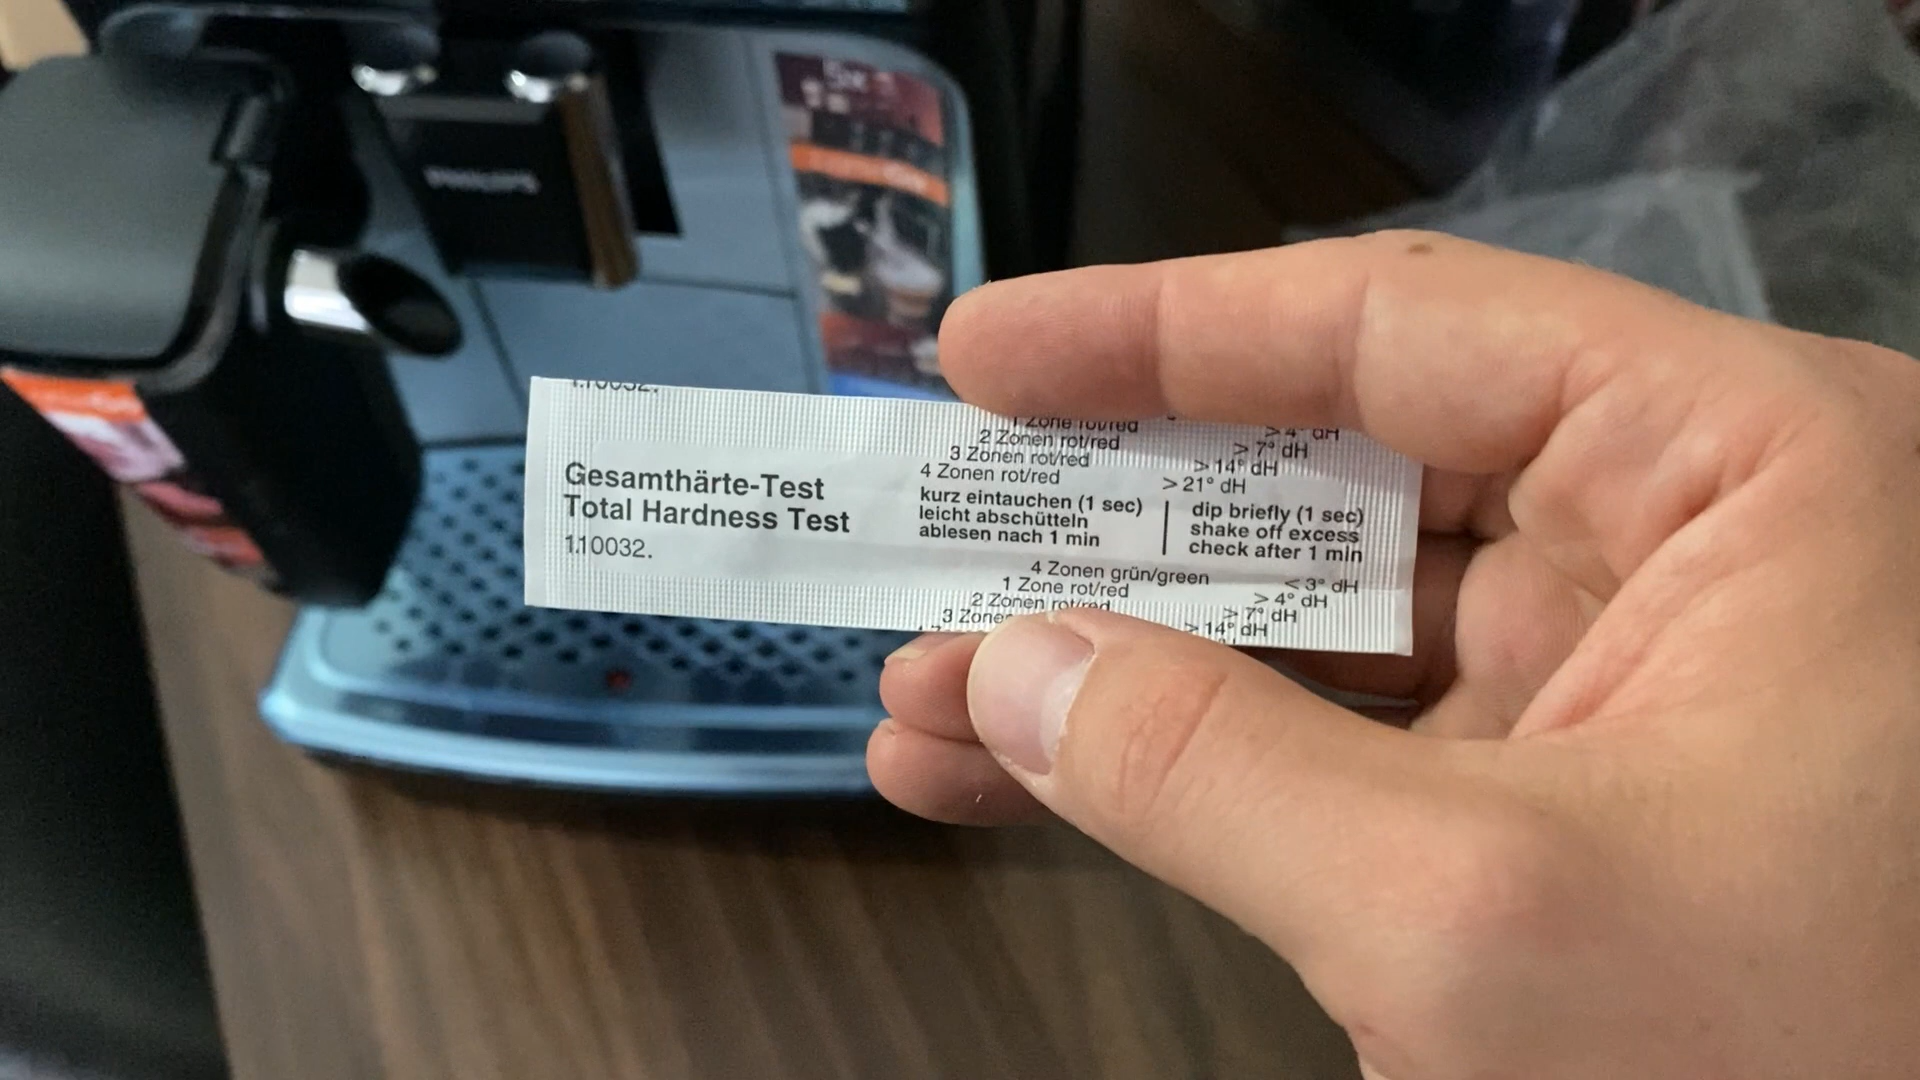 PHILIPS
1.10032.
1 Zone rot/red > 4° dH
2 Zonen rot/red > 7° dH
3 Zonen rot/red > 14° dH
4 Zonen rot/red > 21° dH
Gesamthärte-Test
Total Hardness Test
1.10032.
kurz eintauchen (1 sec)
leicht abschütteln
ablesen nach 1 min
dip briefly (1 sec)
shake off excess
check after 1 min
4 Zonen grün/green < 3° dH
1 Zone rot/red > 4° dH
2 Zonen rot/red > 7° dH
3 Zonen > 14° dH